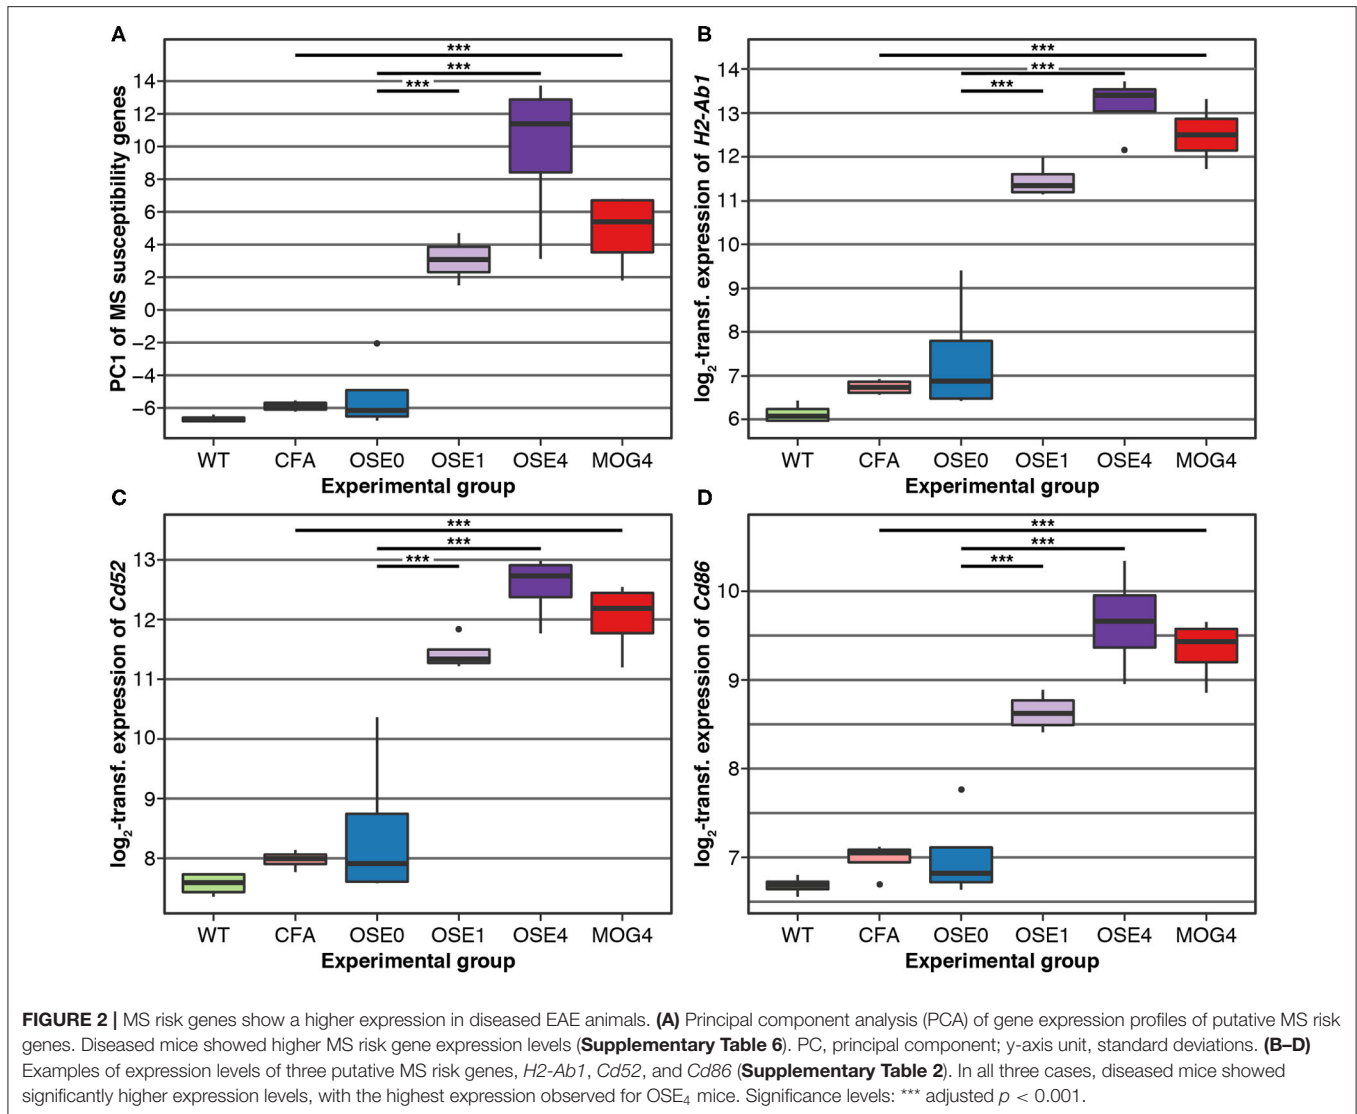 A
***
***
***
PC1 of MS susceptibility genes
14
12
10
8
6
4
2
0
−2
−4
−6
WT CFA OSE0 OSE1 OSE4 MOG4
Experimental group
B
***
***
***
log2-transf. expression of H2-Ab1
14
13
12
11
10
9
8
7
6
WT CFA OSE0 OSE1 OSE4 MOG4
Experimental group
C
***
***
***
log2-transf. expression of Cd52
13
12
11
10
9
8
WT CFA OSE0 OSE1 OSE4 MOG4
Experimental group
D
***
***
***
log2-transf. expression of Cd86
10
9
8
7
WT CFA OSE0 OSE1 OSE4 MOG4
Experimental group
FIGURE 2 | MS risk genes show a higher expression in diseased EAE animals. (A) Principal component analysis (PCA) of gene expression profiles of putative MS risk
genes. Diseased mice showed higher MS risk gene expression levels (Supplementary Table 6). PC, principal component; y-axis unit, standard deviations. (B–D)
Examples of expression levels of three putative MS risk genes, H2-Ab1, Cd52, and Cd86 (Supplementary Table 2). In all three cases, diseased mice showed
significantly higher expression levels, with the highest expression observed for OSE4 mice. Significance levels: *** adjusted p < 0.001.